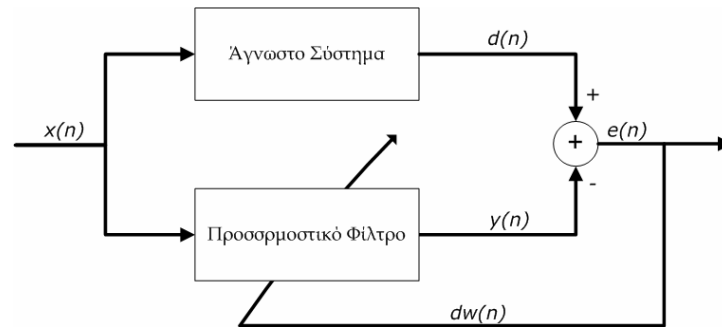 Άγνωστο Σύστημα
d(n)
+
x(n)
+
e(n)
-
Προσσρμοστικό Φίλτρο
y(n)
dw(n)